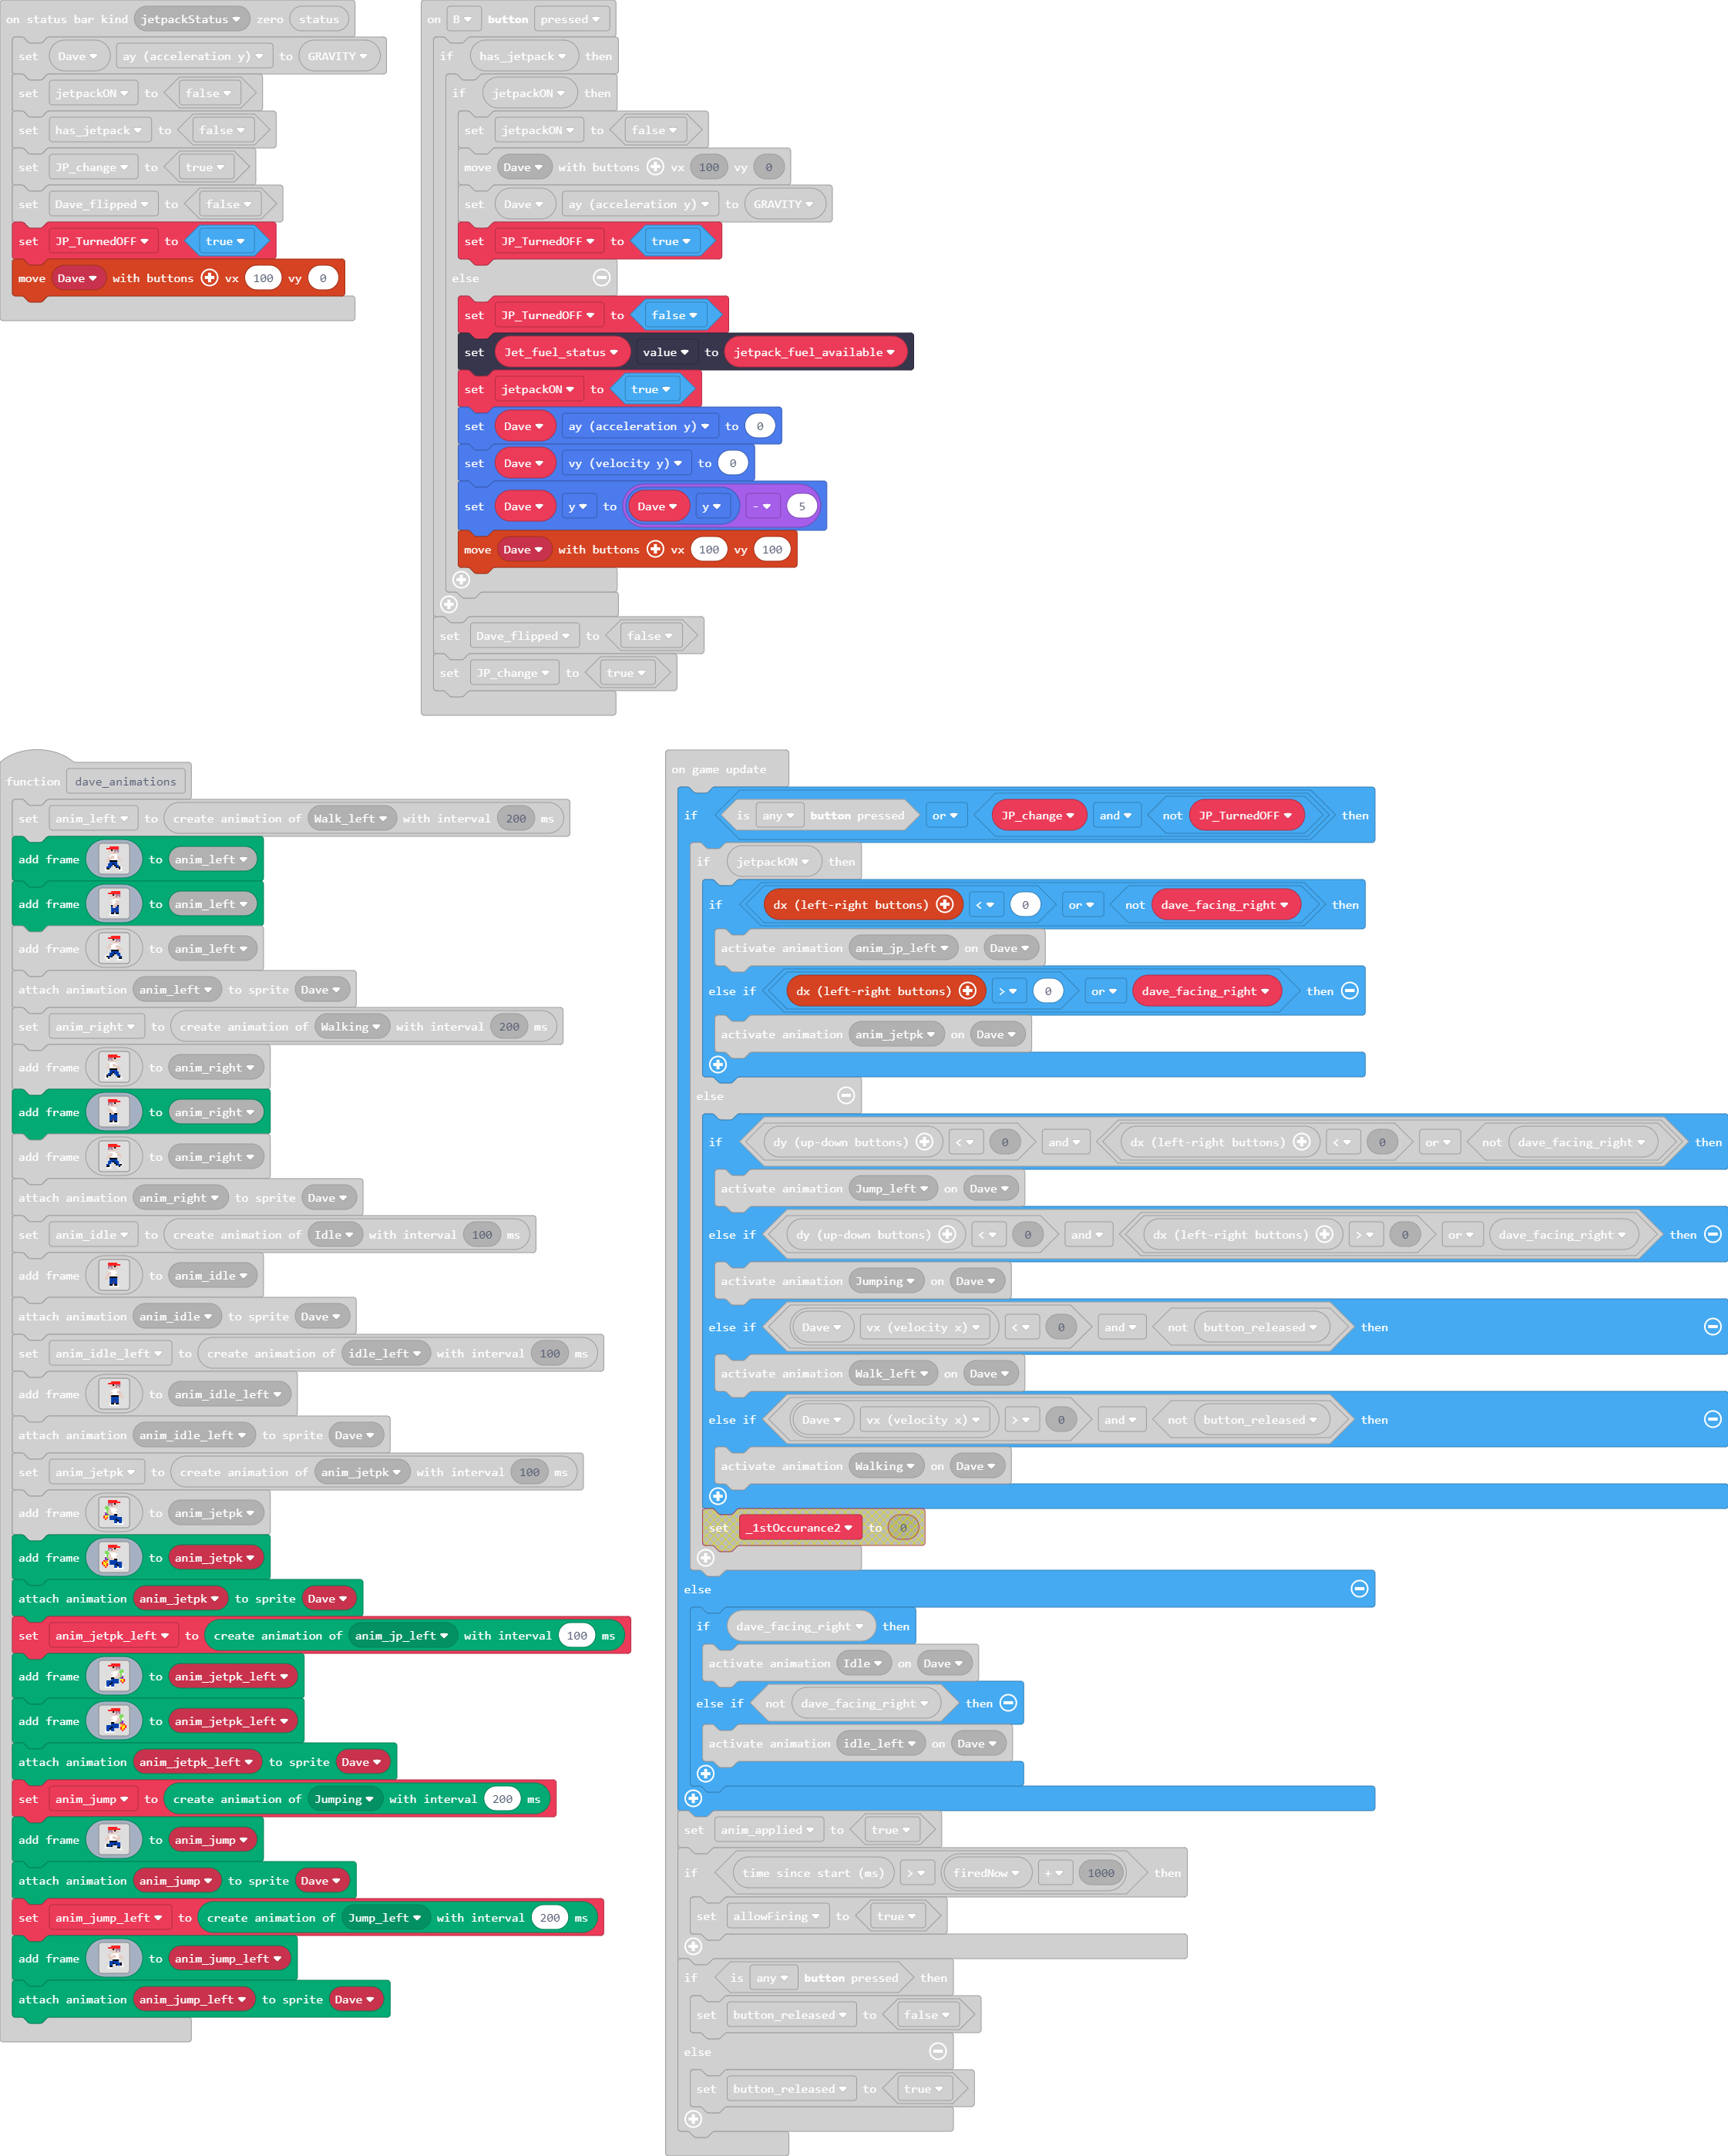 on status bar kind jetpackStatus zero status
set Dave ay (acceleration y) to GRAVITY
set jetpackON to false
set has_jetpack to false
set JP_change to true
set Dave_flipped to false
set JP_TurnedOFF to true
move Dave with buttons vx 100 vy 0
on B button pressed
if has_jetpack then
if jetpackON then
set jetpackON to false
move Dave with buttons vx 100 vy 0
set Dave ay (acceleration y) to GRAVITY
set JP_TurnedOFF to true
else
set JP_TurnedOFF to false
set Jet_fuel_status value to jetpack_fuel_available
set jetpackON to true
set Dave ay (acceleration y) to 0
set Dave vy (velocity y) to 0
set Dave y to Dave y - 5
move Dave with buttons vx 100 vy 100
set Dave_flipped to false
set JP_change to true
function dave_animations
set anim_left to create animation of Walk_left with interval 200 ms
add frame to anim_left
add frame to anim_left
add frame to anim_left
attach animation anim_left to sprite Dave
set anim_right to create animation of Walking with interval 200 ms
add frame to anim_right
add frame to anim_right
add frame to anim_right
attach animation anim_right to sprite Dave
set anim_idle to create animation of Idle with interval 100 ms
add frame to anim_idle
attach animation anim_idle to sprite Dave
set anim_idle_left to create animation of idle_left with interval 100 ms
add frame to anim_idle_left
attach animation anim_idle_left to sprite Dave
set anim_jetpk to create animation of anim_jetpk with interval 100 ms
add frame to anim_jetpk
add frame to anim_jetpk
attach animation anim_jetpk to sprite Dave
set anim_jetpk_left to create animation of anim_jp_left with interval 100 ms
add frame to anim_jetpk_left
add frame to anim_jetpk_left
attach animation anim_jetpk_left to sprite Dave
set anim_jump to create animation of Jumping with interval 200 ms
add frame to anim_jump
attach animation anim_jump to sprite Dave
set anim_jump_left to create animation of Jump_left with interval 200 ms
add frame to anim_jump_left
attach animation anim_jump_left to sprite Dave
on game update
if is any button pressed or JP_change and not JP_TurnedOFF then
if jetpackON then
if dx (left-right buttons) < 0 or not dave_facing_right then
activate animation anim_jp_left on Dave
else if dx (left-right buttons) > 0 or dave_facing_right then
activate animation anim_jetpk on Dave
else
if dy (up-down buttons) < 0 and dx (left-right buttons) < 0 or not dave_facing_right then
activate animation Jump_left on Dave
else if dy (up-down buttons) < 0 and dx (left-right buttons) > 0 or dave_facing_right then
activate animation Jumping on Dave
else if Dave vx (velocity x) < 0 and not button_released then
activate animation Walk_left on Dave
else if Dave vx (velocity x) > 0 and not button_released then
activate animation Walking on Dave
set _1stOccurance2 to 0
else
if dave_facing_right then
activate animation Idle on Dave
else if not dave_facing_right then
activate animation idle_left on Dave
set anim_applied to true
if time since start (ms) > firedNow + 1000 then
set allowFiring to true
if is any button pressed then
set button_released to false
else
set button_released to true